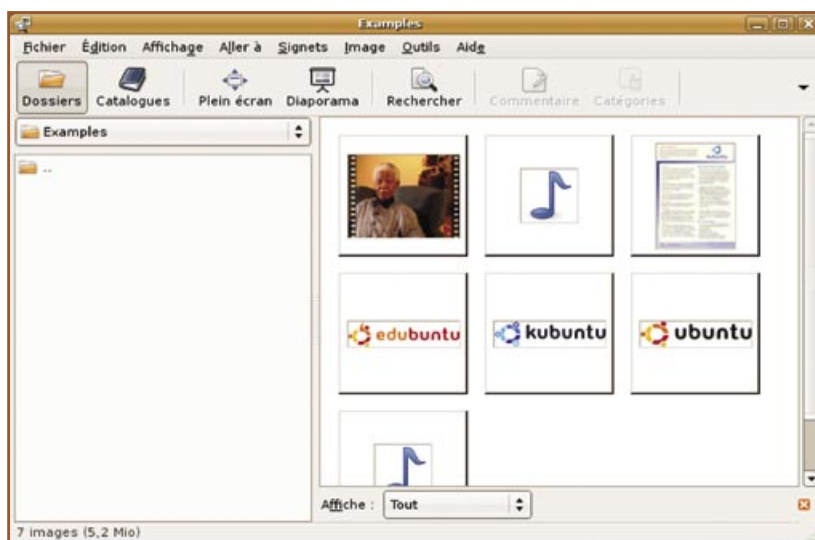 Examples
Fichier Édition Affichage Aller à Signets Image Outils Aide
Dossiers Catalogues Plein écran Diaporama Rechercher Commentaire Catégories
Examples
..
edubuntu kubuntu ubuntu
Affiche : Tout
7 images (5,2 Mio)